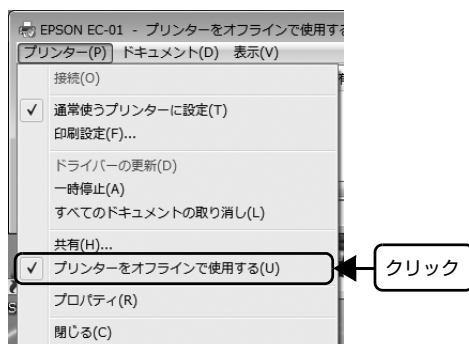 EPSON EC-01 - プリンターをオフラインで使用す
プリンター(P) ドキュメント(D) 表示(V)
接続(O)
✓ 通常使うプリンターに設定(T)
印刷設定(F)...
ドライバーの更新(D)
一時停止(A)
すべてのドキュメントの取り消し(L)
共有(H)...
✓ プリンターをオフラインで使用する(U)
クリック
プロパティ(R)
閉じる(C)